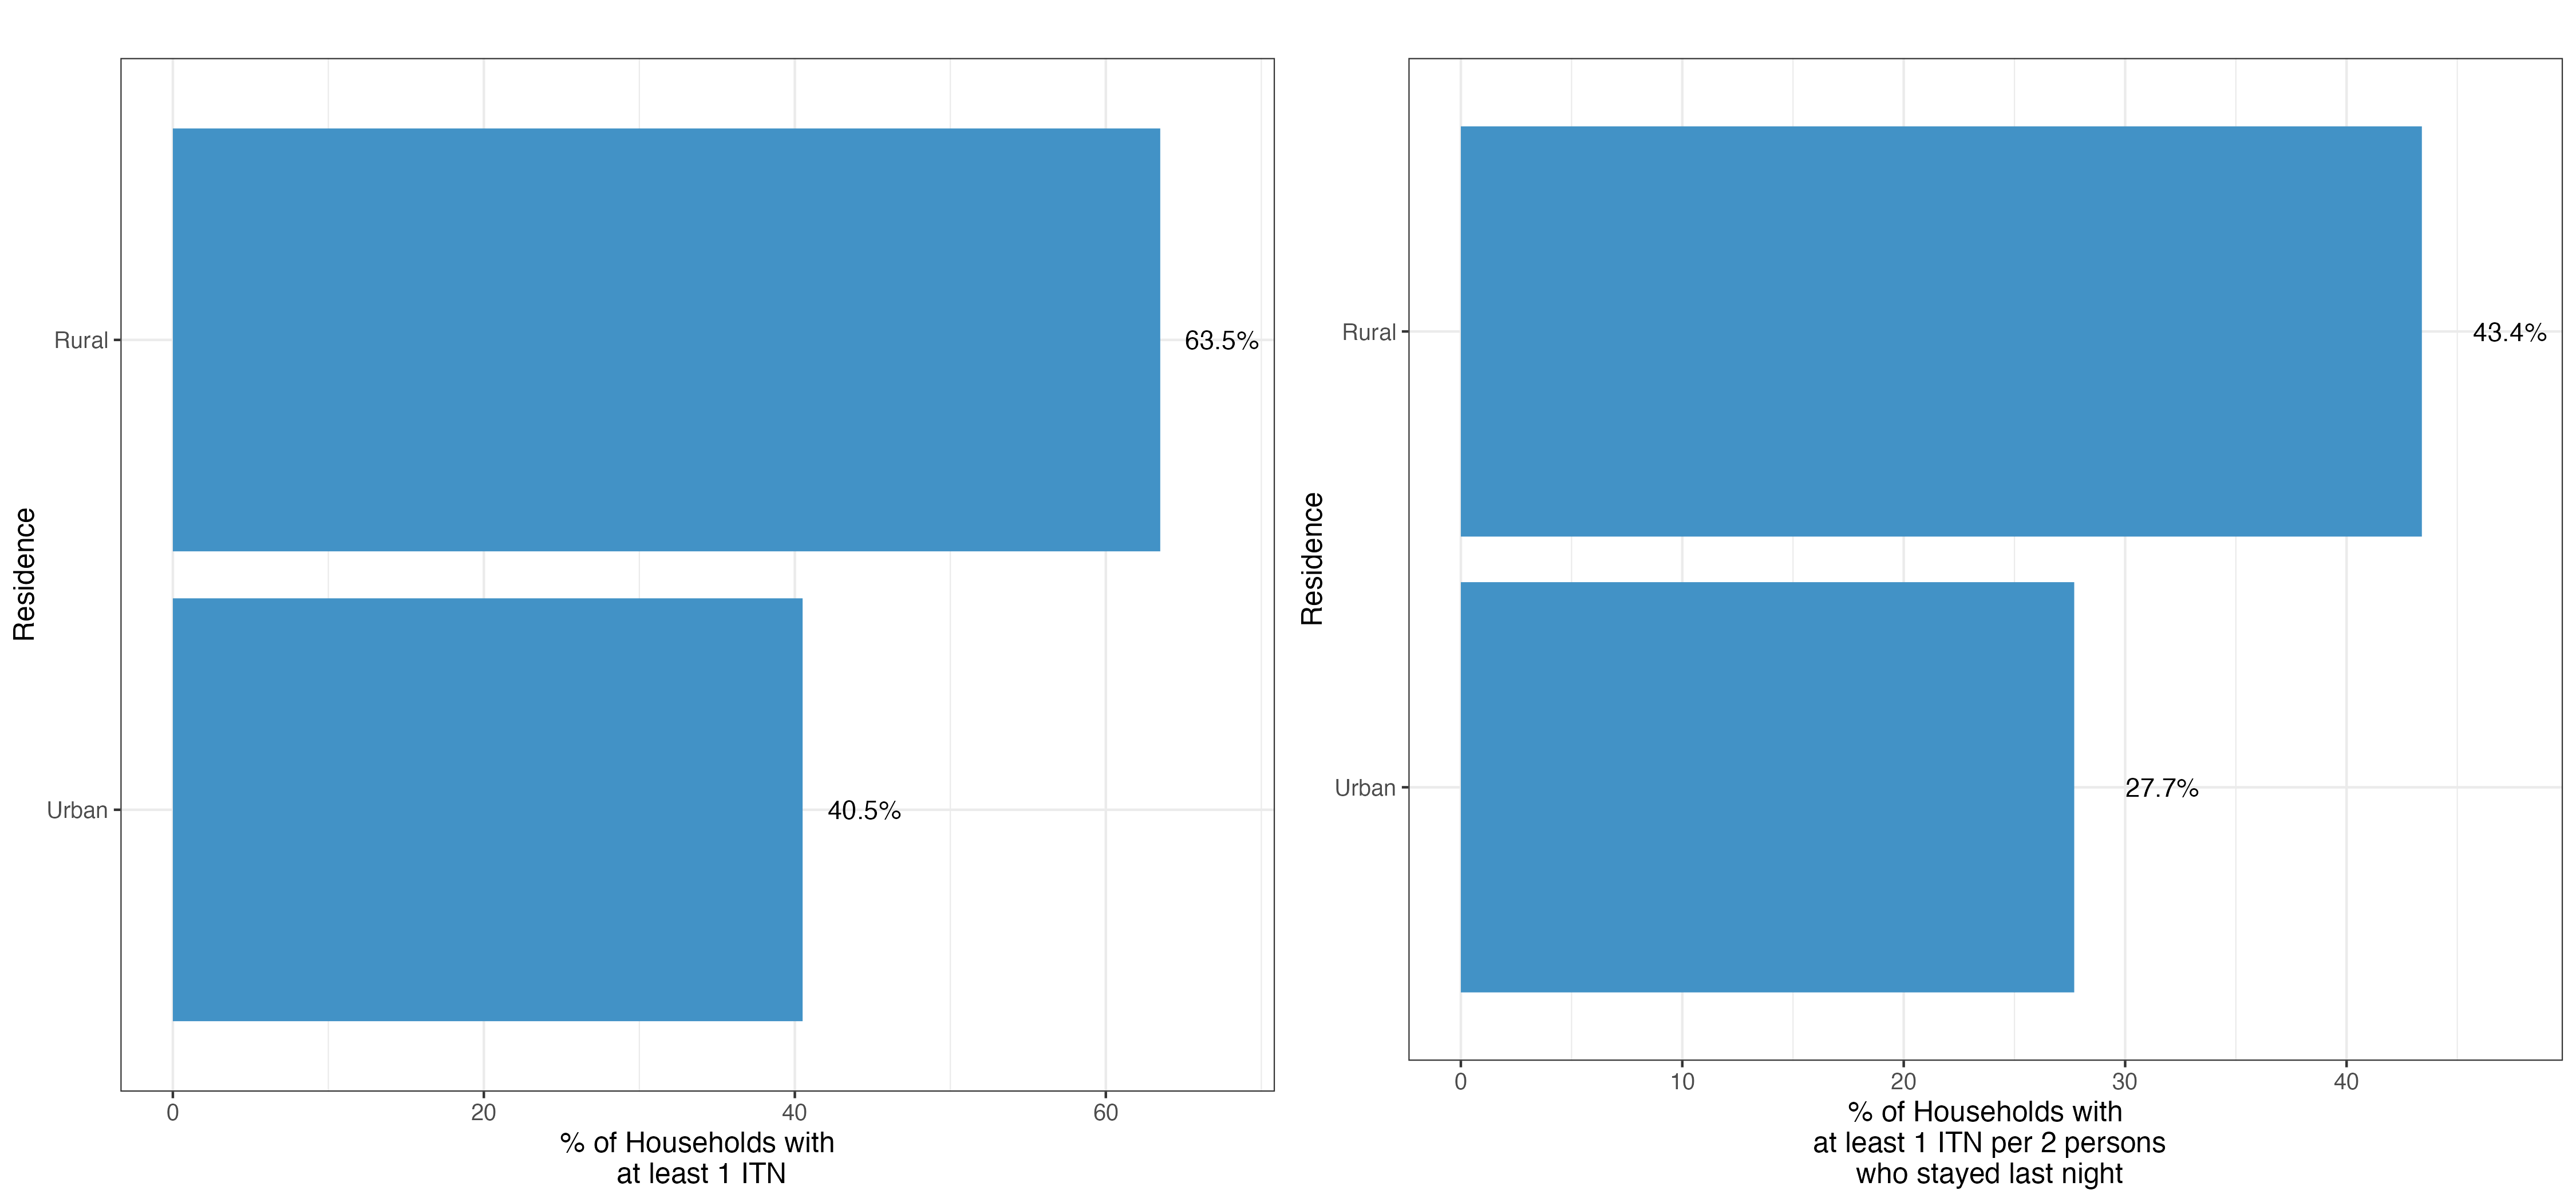 Residence
Rural
63.5%
Urban
40.5%
0 20 40 60
% of Households with
at least 1 ITN
Residence
Rural
43.4%
Urban
27.7%
0 10 20 30 40
% of Households with
at least 1 ITN per 2 persons
who stayed last night